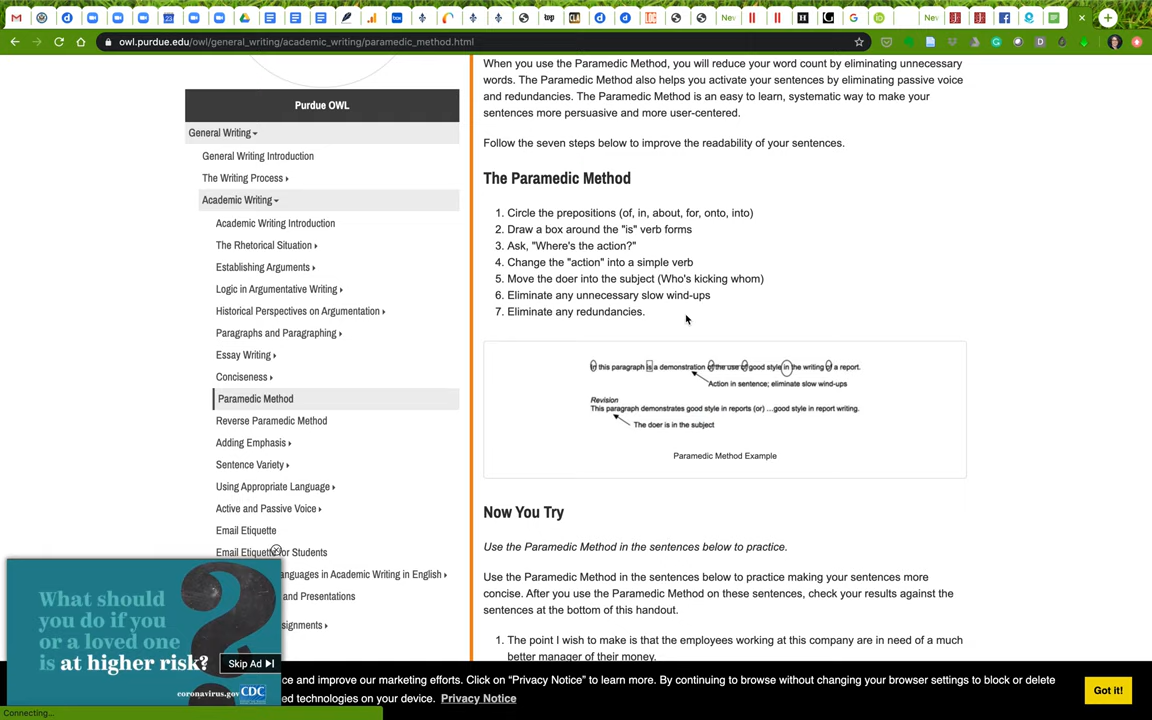 owl.purdue.edu/owl/general_writing/academic_writing/paramedic_method.html
Purdue OWL
General Writing
General Writing Introduction
The Writing Process
Academic Writing
Academic Writing Introduction
The Rhetorical Situation
Establishing Arguments
Logic in Argumentative Writing
Historical Perspectives on Argumentation
Paragraphs and Paragraphing
Essay Writing
Conciseness
Paramedic Method
Reverse Paramedic Method
Adding Emphasis
Sentence Variety
Using Appropriate Language
Active and Passive Voice
Email Etiquette
Email Etiquette for Students
anguages in Academic Writing in English
and Presentations
signments
When you use the Paramedic Method, you will reduce your word count by eliminating unnecessary
words. The Paramedic Method also helps you activate your sentences by eliminating passive voice
and redundancies. The Paramedic Method is an easy to learn, systematic way to make your
sentences more persuasive and more user-centered.
Follow the seven steps below to improve the readability of your sentences.
The Paramedic Method
1. Circle the prepositions (of, in, about, for, onto, into)
2. Draw a box around the "is" verb forms
3. Ask, "Where's the action?"
4. Change the "action" into a simple verb
5. Move the doer into the subject (Who's kicking whom)
6. Eliminate any unnecessary slow wind-ups
7. Eliminate any redundancies.
In this paragraph is a demonstration of the use of good style in the writing of a report.
Action in sentence; eliminate slow wind-ups
Revision
This paragraph demonstrates good style in reports (or) ...good style in report writing.
The doer is in the subject
Paramedic Method Example
Now You Try
Use the Paramedic Method in the sentences below to practice.
Use the Paramedic Method in the sentences below to practice making your sentences more
concise. After you use the Paramedic Method on these sentences, check your results against the
sentences at the bottom of this handout.
1. The point I wish to make is that the employees working at this company are in need of a much
better manager of their money.
What should
you do if you
or a loved one
is at higher risk?
Skip Ad
coronavirus.gov CDC
ce and improve our marketing efforts. Click on "Privacy Notice" to learn more. By continuing to browse without changing your browser settings to block or delete
ed technologies on your device. Privacy Notice
Got it!
Connecting...